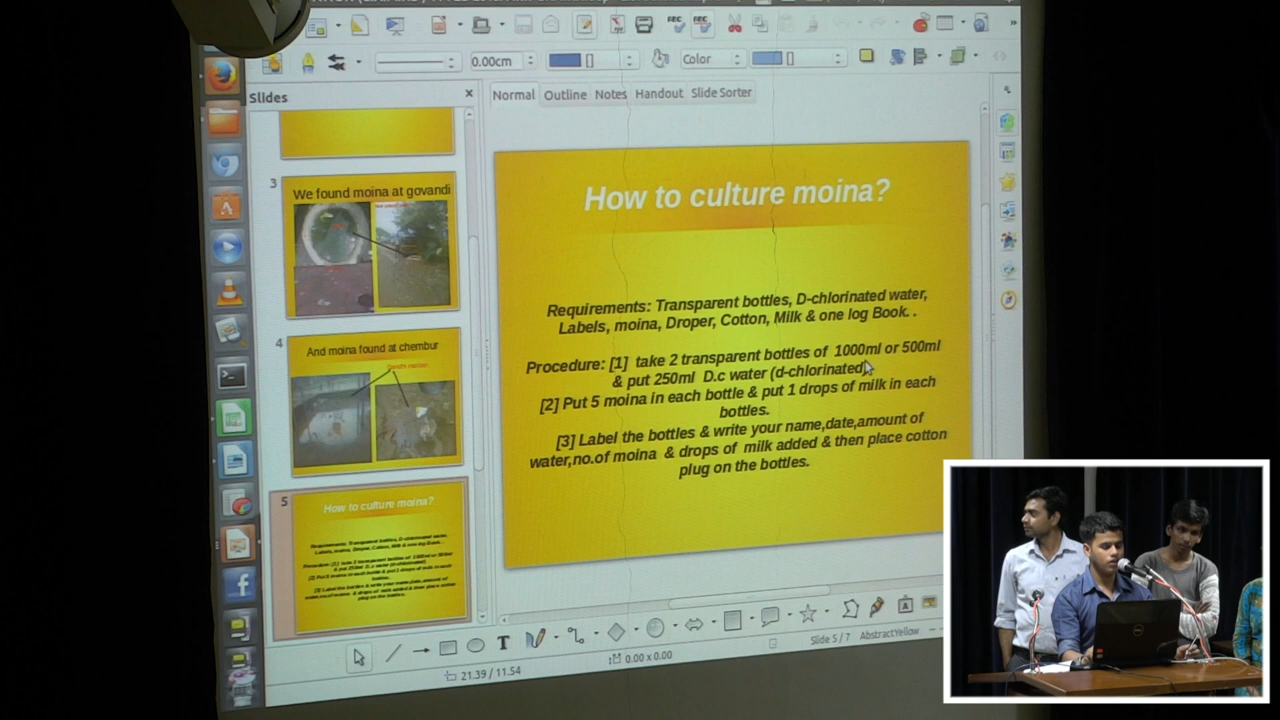 0.00cm
Color
Slides
Normal Outline Notes Handout Slide Sorter
3
We found moina at govandi
4
And moina found at chembur
5
How to culture moina?
How to culture moina?
Requirements: Transparent bottles, D-chlorinated water,
Labels, moina, Droper, Cotton, Milk & one log Book. .
Procedure: [1] take 2 transparent bottles of 1000ml or 500ml
& put 250ml D.c water (d-chlorinated)
[2] Put 5 moina in each bottle & put 1 drops of milk in each
bottles.
[3] Label the bottles & write your name,date,amount of
water,no.of moina & drops of milk added & then place cotton
plug on the bottles.
21.39 / 11.54
0.00 x 0.00
Slide 5 / 7
AbstractYellow
DELL